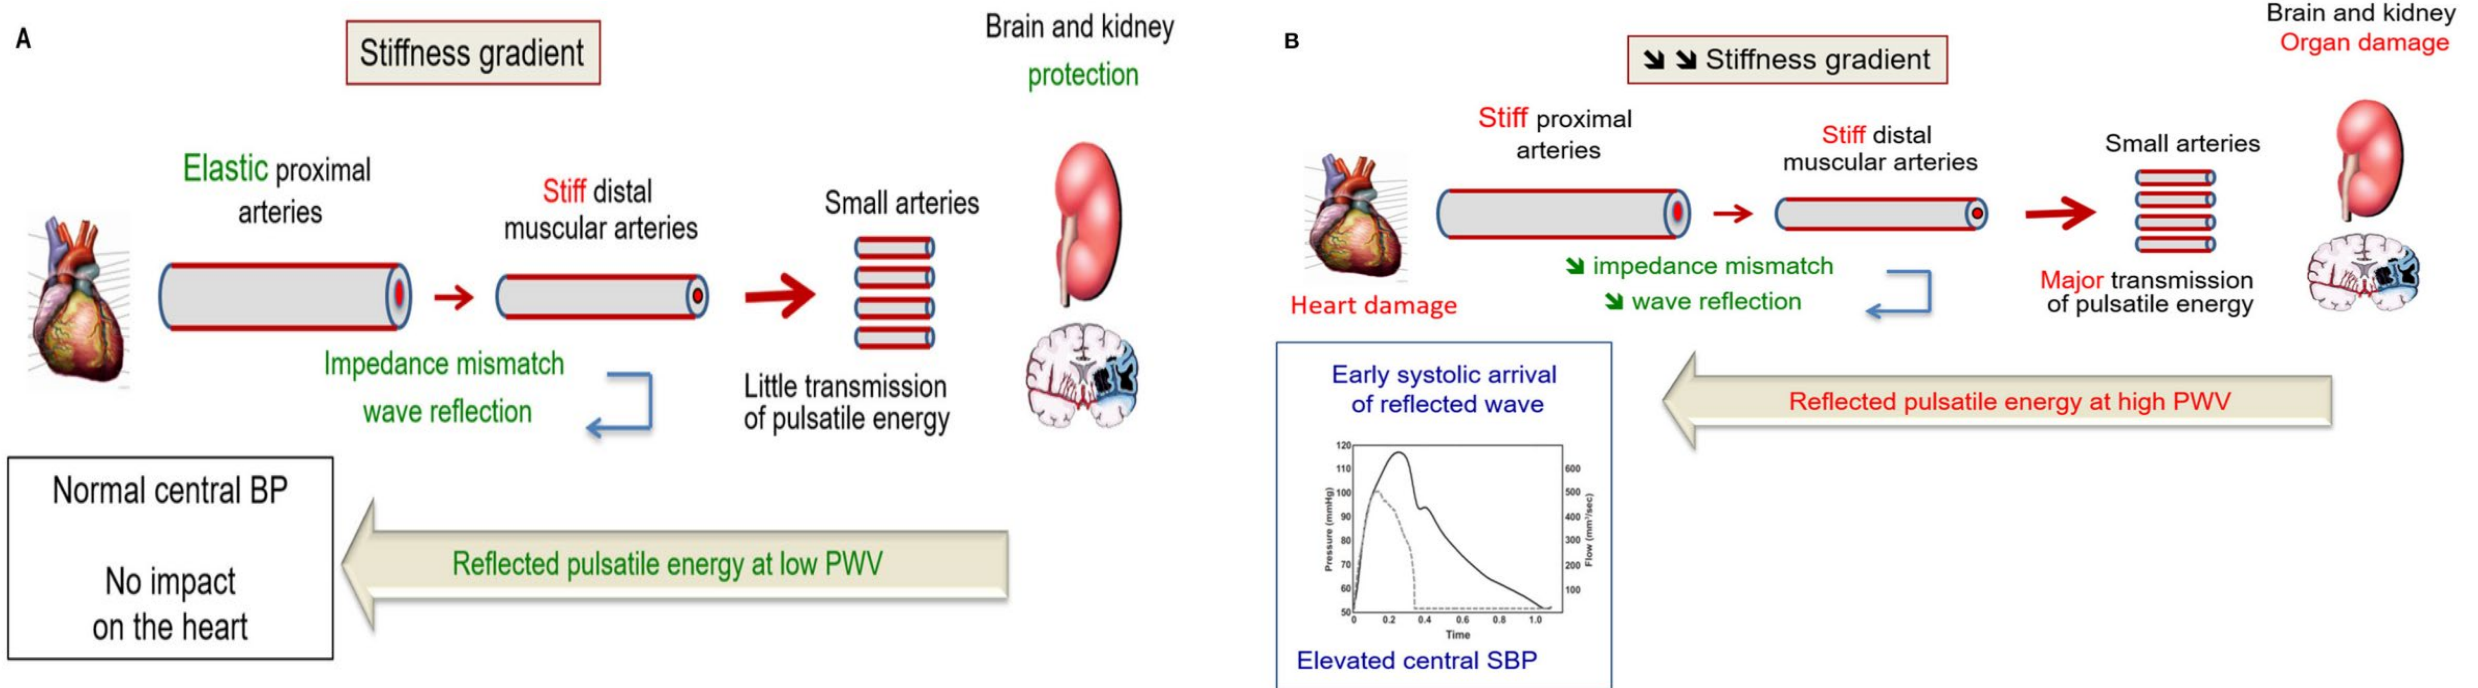 A
Stiffness gradient
Brain and kidney
protection
Elastic proximal
arteries
Stiff distal
muscular arteries
Small arteries
Impedance mismatch
wave reflection
Little transmission
of pulsatile energy
Normal central BP
No impact
on the heart
Reflected pulsatile energy at low PWV
B
↘ ↘ Stiffness gradient
Brain and kidney
Organ damage
Stiff proximal
arteries
Stiff distal
muscular arteries
Small arteries
↘ impedance mismatch
↘ wave reflection
Heart damage
Major transmission
of pulsatile energy
Early systolic arrival
of reflected wave
Reflected pulsatile energy at high PWV
Pressure (mmHg)
120
110
100
90
80
70
60
50
0
0.2
0.4
0.6
0.8
1.0
Time
600
500
400
300
200
100
Flow (mm³/sec)
Elevated central SBP